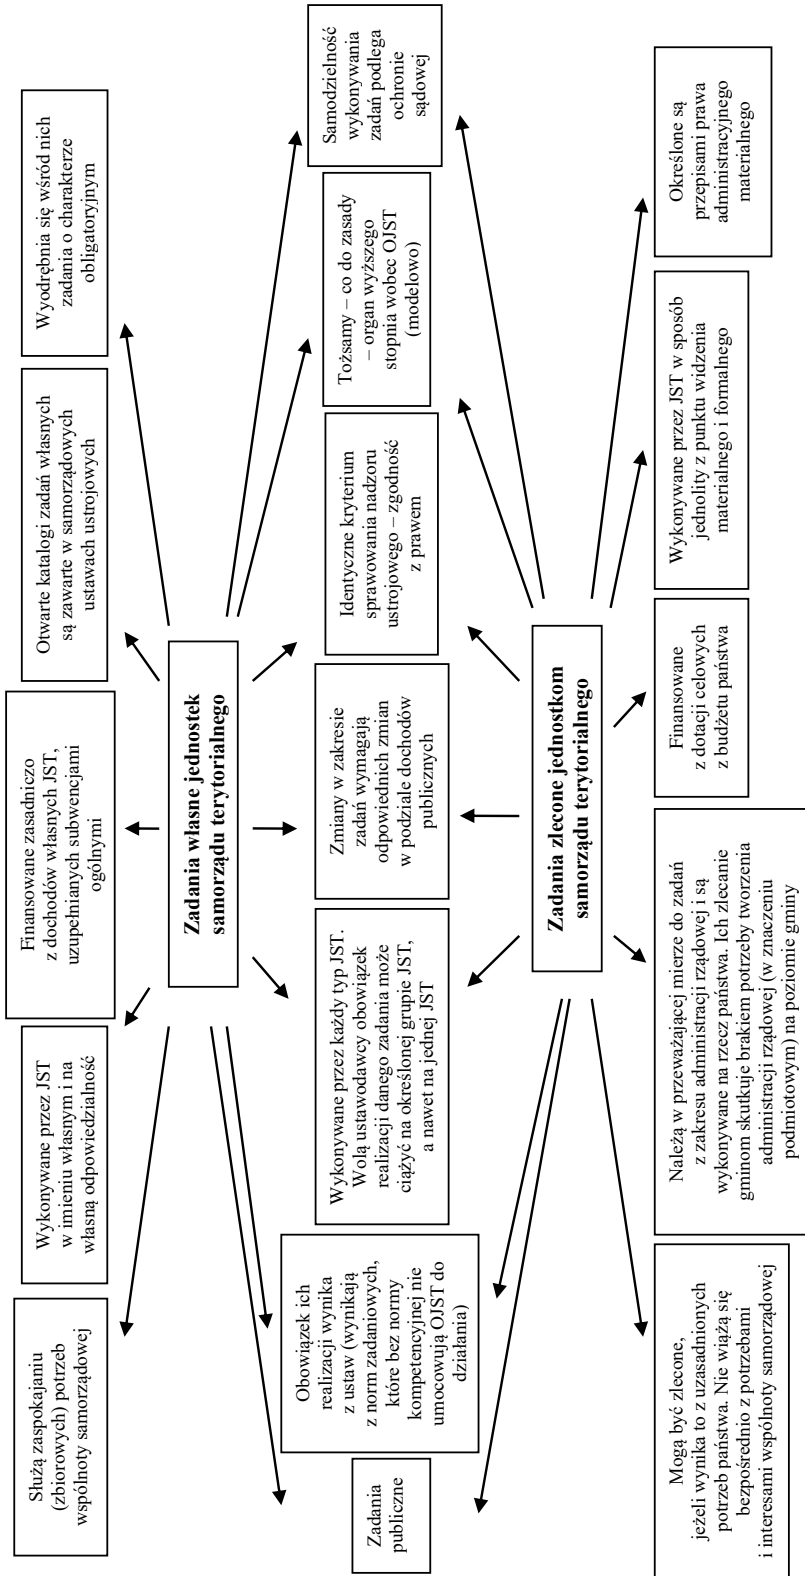 Służą zaspokajaniu
(zbiorowych) potrzeb
wspólnoty samorządowej
Wykonywane przez JST
w imieniu własnym i na
własną odpowiedzialność
Finansowane zasadniczo
z dochodów własnych JST,
uzupełnianych subwencjami
ogólnymi
Otwarte katalogi zadań własnych
są zawarte w samorządowych
ustawach ustrojowych
Wyodrębnia się wśród nich
zadania o charakterze
obligatoryjnym
Zadania własne jednostek
samorządu terytorialnego
Zadania
publiczne
Obowiązek ich
realizacji wynika
z ustaw (wynikają
z norm zadaniowych,
które bez normy
kompetencyjnej nie
umocowują OJST do
działania)
Wykonywane przez każdy typ JST.
Wolą ustawodawcy obowiązek
realizacji danego zadania może
ciążyć na określonej grupie JST,
a nawet na jednej JST
Zmiany w zakresie
zadań wymagają
odpowiednich zmian
w podziale dochodów
publicznych
Identyczne kryterium
sprawowania nadzoru
ustrojowego – zgodność
z prawem
Tożsamy – co do zasady
– organ wyższego
stopnia wobec OJST
(modelowo)
Samodzielność
wykonywania
zadań podlega
ochronie
sądowej
Zadania zlecone jednostkom
samorządu terytorialnego
Mogą być zlecone,
jeżeli wynika to z uzasadnionych
potrzeb państwa. Nie wiążą się
bezpośrednio z potrzebami
i interesami wspólnoty samorządowej
Należą w przeważającej mierze do zadań
z zakresu administracji rządowej i są
wykonywane na rzecz państwa. Ich zlecanie
gminom skutkuje brakiem potrzeby tworzenia
administracji rządowej (w znaczeniu
podmiotowym) na poziomie gminy
Finansowane
z dotacji celowych
z budżetu państwa
Wykonywane przez JST w sposób
jednolity z punktu widzenia
materialnego i formalnego
Określone są
przepisami prawa
administracyjnego
materialnego